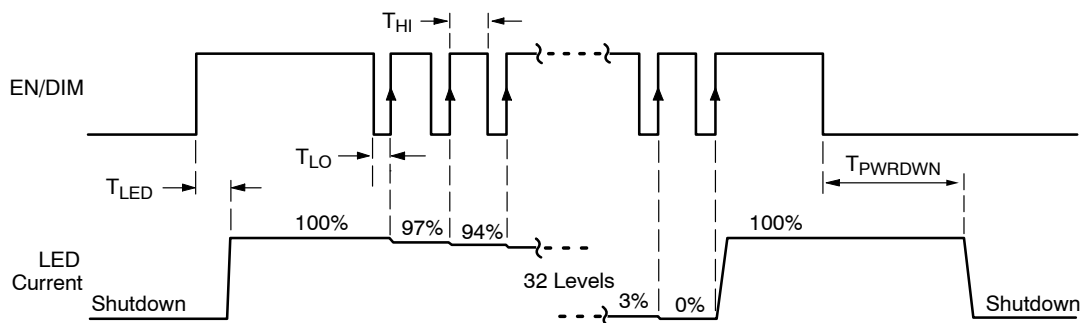 T_HI
EN/DIM
T_LO
T_PWRDWN
T_LED
100%
97%
94%
100%
LED
Current
32 Levels
Shutdown
3%
0%
Shutdown